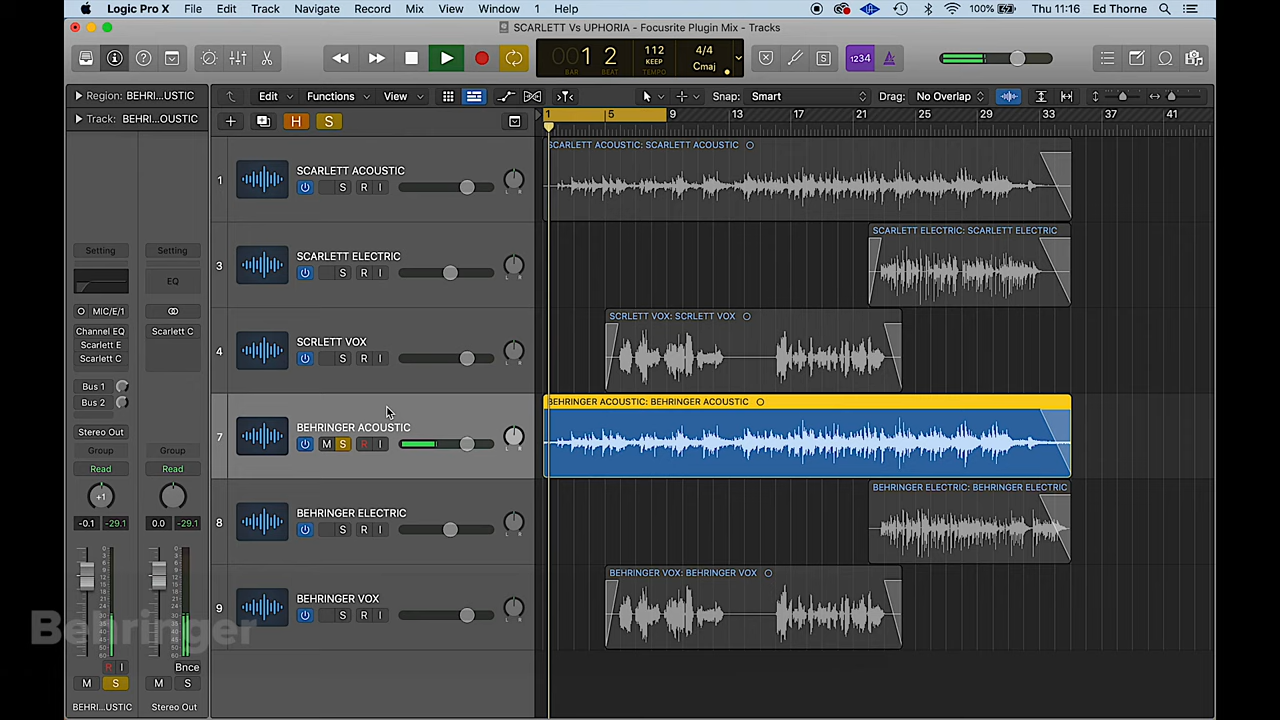 Logic Pro X File Edit Track Navigate Record Mix View Window 1 Help 100% Thu 11:16 Ed Thorne
SCARLETT Vs UPHORIA - Focusrite Plugin Mix - Tracks
001 2 112 4/4
KEEP Cmaj
BAR BEAT TEMPO
1234
Region: BEHRI...USTIC Edit Functions View Snap: Smart Drag: No Overlap
Track: BEHRI...OUSTIC H S 1 5 9 13 17 21 25 29 33 37 41
1 SCARLETT ACOUSTIC
S R I L R
SCARLETT ACOUSTIC: SCARLETT ACOUSTIC
3 SCARLETT ELECTRIC
S R I L R
SCARLETT ELECTRIC: SCARLETT ELECTRIC
4 SCRLETT VOX
S R I L R
SCRLETT VOX: SCRLETT VOX
7 BEHRINGER ACOUSTIC
M S R I L R
BEHRINGER ACOUSTIC: BEHRINGER ACOUSTIC
8 BEHRINGER ELECTRIC
S R I L R
BEHRINGER ELECTRIC: BEHRINGER ELECTRIC
9 BEHRINGER VOX
S R I L R
BEHRINGER VOX: BEHRINGER VOX
Setting Setting
EQ
MIC/E/1
Channel EQ Scarlett C
Scarlett E
Scarlett C
Bus 1
Bus 2
Stereo Out
Group Group
Read Read
+1
-0.1 -29.1 0.0 -29.1
Behringer
R I Bnce
M S M S
BEHRI...USTIC Stereo Out